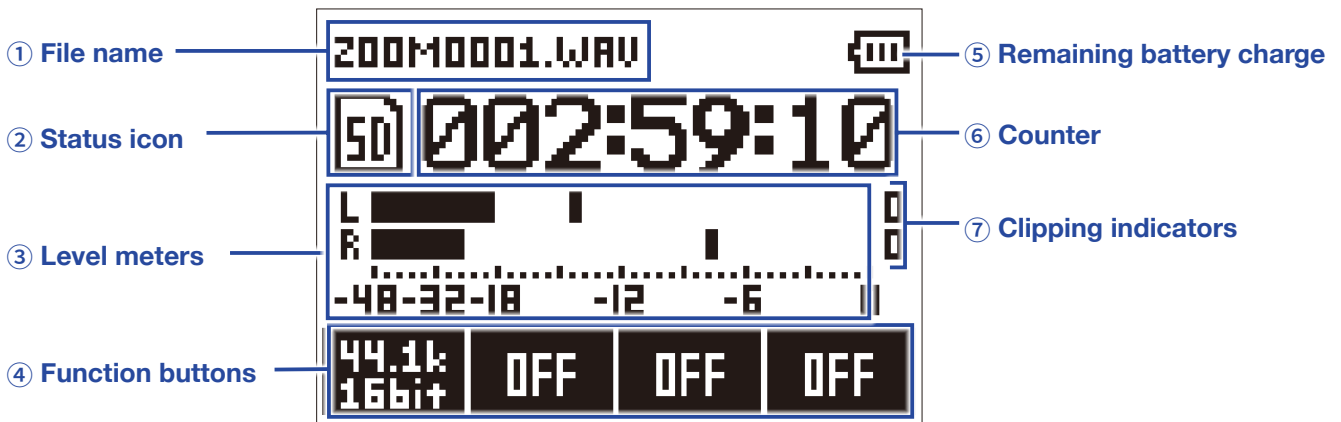 ① File name
ZOOM0001.WAV
⑤ Remaining battery charge
② Status icon
SD
002:59:10
⑥ Counter
L
R
⑦ Clipping indicators
③ Level meters
-48 -32 -18 -12 -6
④ Function buttons
44.1k
16bit
OFF OFF OFF